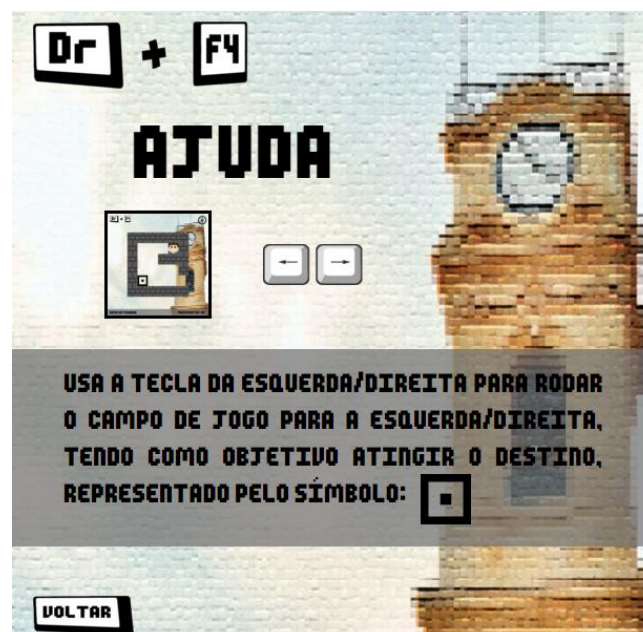 Dr + F4
AJUDA
← →
USA A TECLA DA ESQUERDA/DIREITA PARA RODAR
O CAMPO DE JOGO PARA A ESQUERDA/DIREITA,
TENDO COMO OBJETIVO ATINGIR O DESTINO,
REPRESENTADO PELO SÍMBOLO:
VOLTAR